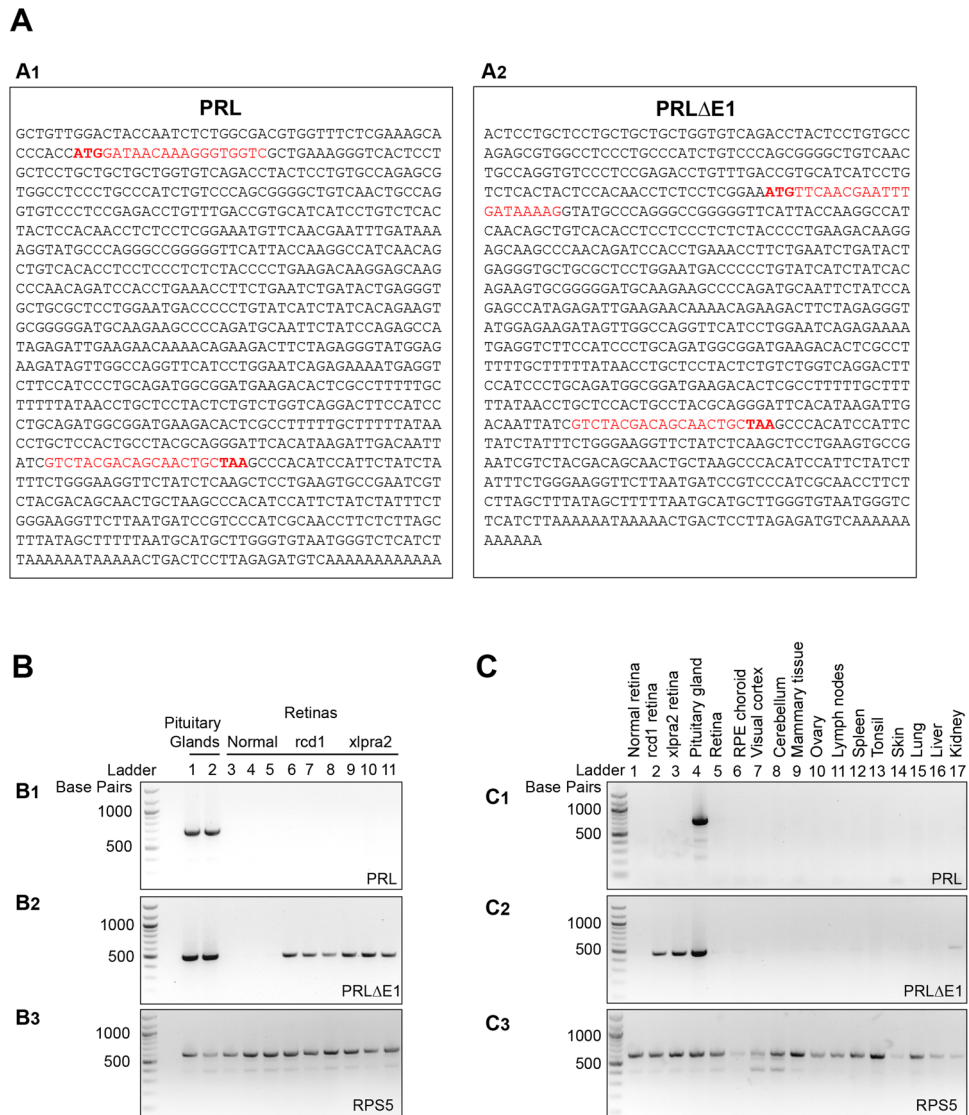 A
A1
PRL
GCTGTTGGACTACCAATCTCTGGCGACGTGGTTTCTCGAAAGCA
CCCACCATGGATAACAAAGGGTGGTCGCTGAAAGGGTCACTCCT
GCTCCTGCTGCTGCTGGTGTCAGACCTACTCCTGTGCCAGAGCG
TGGCCTCCCTGCCCATCTGTCCCAGCGGGGCTGTCAACTGCCAG
GTGTCCCTCCGAGACCTGTTTGACCGTGCATCATCCTGTCTCAC
TACTCCACAACCTCTCCTCGGAAATGTTCAACGAATTTGATAAA
AGGTATGCCCAGGGCCGGGGGTTCATTACCAAGGCCATCAACAG
CTGTCACACCTCCTCCCTCTCTACCCCTGAAGACAAGGAGCAAG
CCCAACAGATCCACCTGAAACCTTCTGAATCTGATACTGAGGGT
GCTGCGCTCCTGGAATGACCCCCTGTATCATCTATCACAGAAGT
GCGGGGGATGCAAGAAGCCCCAGATGCAATTCTATCCAGAGCCA
TAGAGATTGAAGAACAAAACAGAAGACTTCTAGAGGGTATGGAG
AAGATAGTTGGCCAGGTTCATCCTGGAATCAGAGAAAATGAGGT
CTTCCATCCCTGCAGATGGCGGATGAAGACACTCGCCTTTTTGC
TTTTTATAACCTGCTCCTACTCTGTCTGGTCAGGACTTCCATCC
CTGCAGATGGCGGATGAAGACACTCGCCTTTTTGCTTTTTATAA
CCTGCTCCACTGCCTACGCAGGGATTCACATAAGATTGACAATT
ATCGTCTACGACAGCAACTGCTAAGCCCACATCCATTCTATCTA
TTTCTGGGAAGGTTCTATCTCAAGCTCCTGAAGTGCCGAATCGT
CTACGACAGCAACTGCTAAGCCCACATCCATTCTATCTATTTCT
GGGAAGGTTCTTAATGATCCGTCCCATCGCAACCTTCTCTTAGC
TTTATAGCTTTTTAATGCATGCTTGGGTGTAATGGGTCTCATCT
TAAAAAATAAAAACTGACTCCTTAGAGATGTCAAAAAAAAAAAA
A2
PRLΔE1
ACTCCTGCTCCTGCTGCTGCTGGTGTCAGACCTACTCCTGTGCC
AGAGCGTGGCCTCCCTGCCCATCTGTCCCAGCGGGGCTGTCAAC
TGCCAGGTGTCCCTCCGAGACCTGTTTGACCGTGCATCATCCTG
TCTCACTACTCCACAACCTCTCCTCGGAAATGTTCAACGAATTT
GATAAAAGGTATGCCCAGGGCCGGGGGTTCATTACCAAGGCCAT
CAACAGCTGTCACACCTCCTCCCTCTCTACCCCTGAAGACAAGG
AGCAAGCCCAACAGATCCACCTGAAACCTTCTGAATCTGATACT
GAGGGTGCTGCGCTCCTGGAATGACCCCCTGTATCATCTATCAC
AGAAGTGCGGGGGATGCAAGAAGCCCCAGATGCAATTCTATCCA
GAGCCATAGAGATTGAAGAACAAAACAGAAGACTTCTAGAGGGT
ATGGAGAAGATAGTTGGCCAGGTTCATCCTGGAATCAGAGAAAA
TGAGGTCTTCCATCCCTGCAGATGGCGGATGAAGACACTCGCCT
TTTTGCTTTTTATAACCTGCTCCTACTCTGTCTGGTCAGGACTT
CCATCCCTGCAGATGGCGGATGAAGACACTCGCCTTTTTGCTTT
TTATAACCTGCTCCACTGCCTACGCAGGGATTCACATAAGATTG
ACAATTATCGTCTACGACAGCAACTGCTAAGCCCACATCCATTC
TATCTATTTCTGGGAAGGTTCTATCTCAAGCTCCTGAAGTGCCG
AATCGTCTACGACAGCAACTGCTAAGCCCACATCCATTCTATCT
ATTTCTGGGAAGGTTCTTAATGATCCGTCCCATCGCAACCTTCT
CTTAGCTTTATAGCTTTTTAATGCATGCTTGGGTGTAATGGGTC
TCATCTTAAAAAATAAAAACTGACTCCTTAGAGATGTCAAAAAA
AAAAAA
B
Pituitary Glands
Retinas
Normal rcd1 xlpra2
Ladder 1 2 3 4 5 6 7 8 9 10 11
Base Pairs
B1
1000
500
PRL
B2
1000
500
PRLΔE1
B3
1000
500
RPS5
C
Normal retina
rcd1 retina
xlpra2 retina
Pituitary gland
Retina
RPE choroid
Visual cortex
Cerebellum
Mammary tissue
Ovary
Lymph nodes
Spleen
Tonsil
Skin
Lung
Liver
Kidney
Ladder 1 2 3 4 5 6 7 8 9 10 11 12 13 14 15 16 17
Base Pairs
C1
1000
500
PRL
C2
1000
500
PRLΔE1
C3
1000
500
RPS5